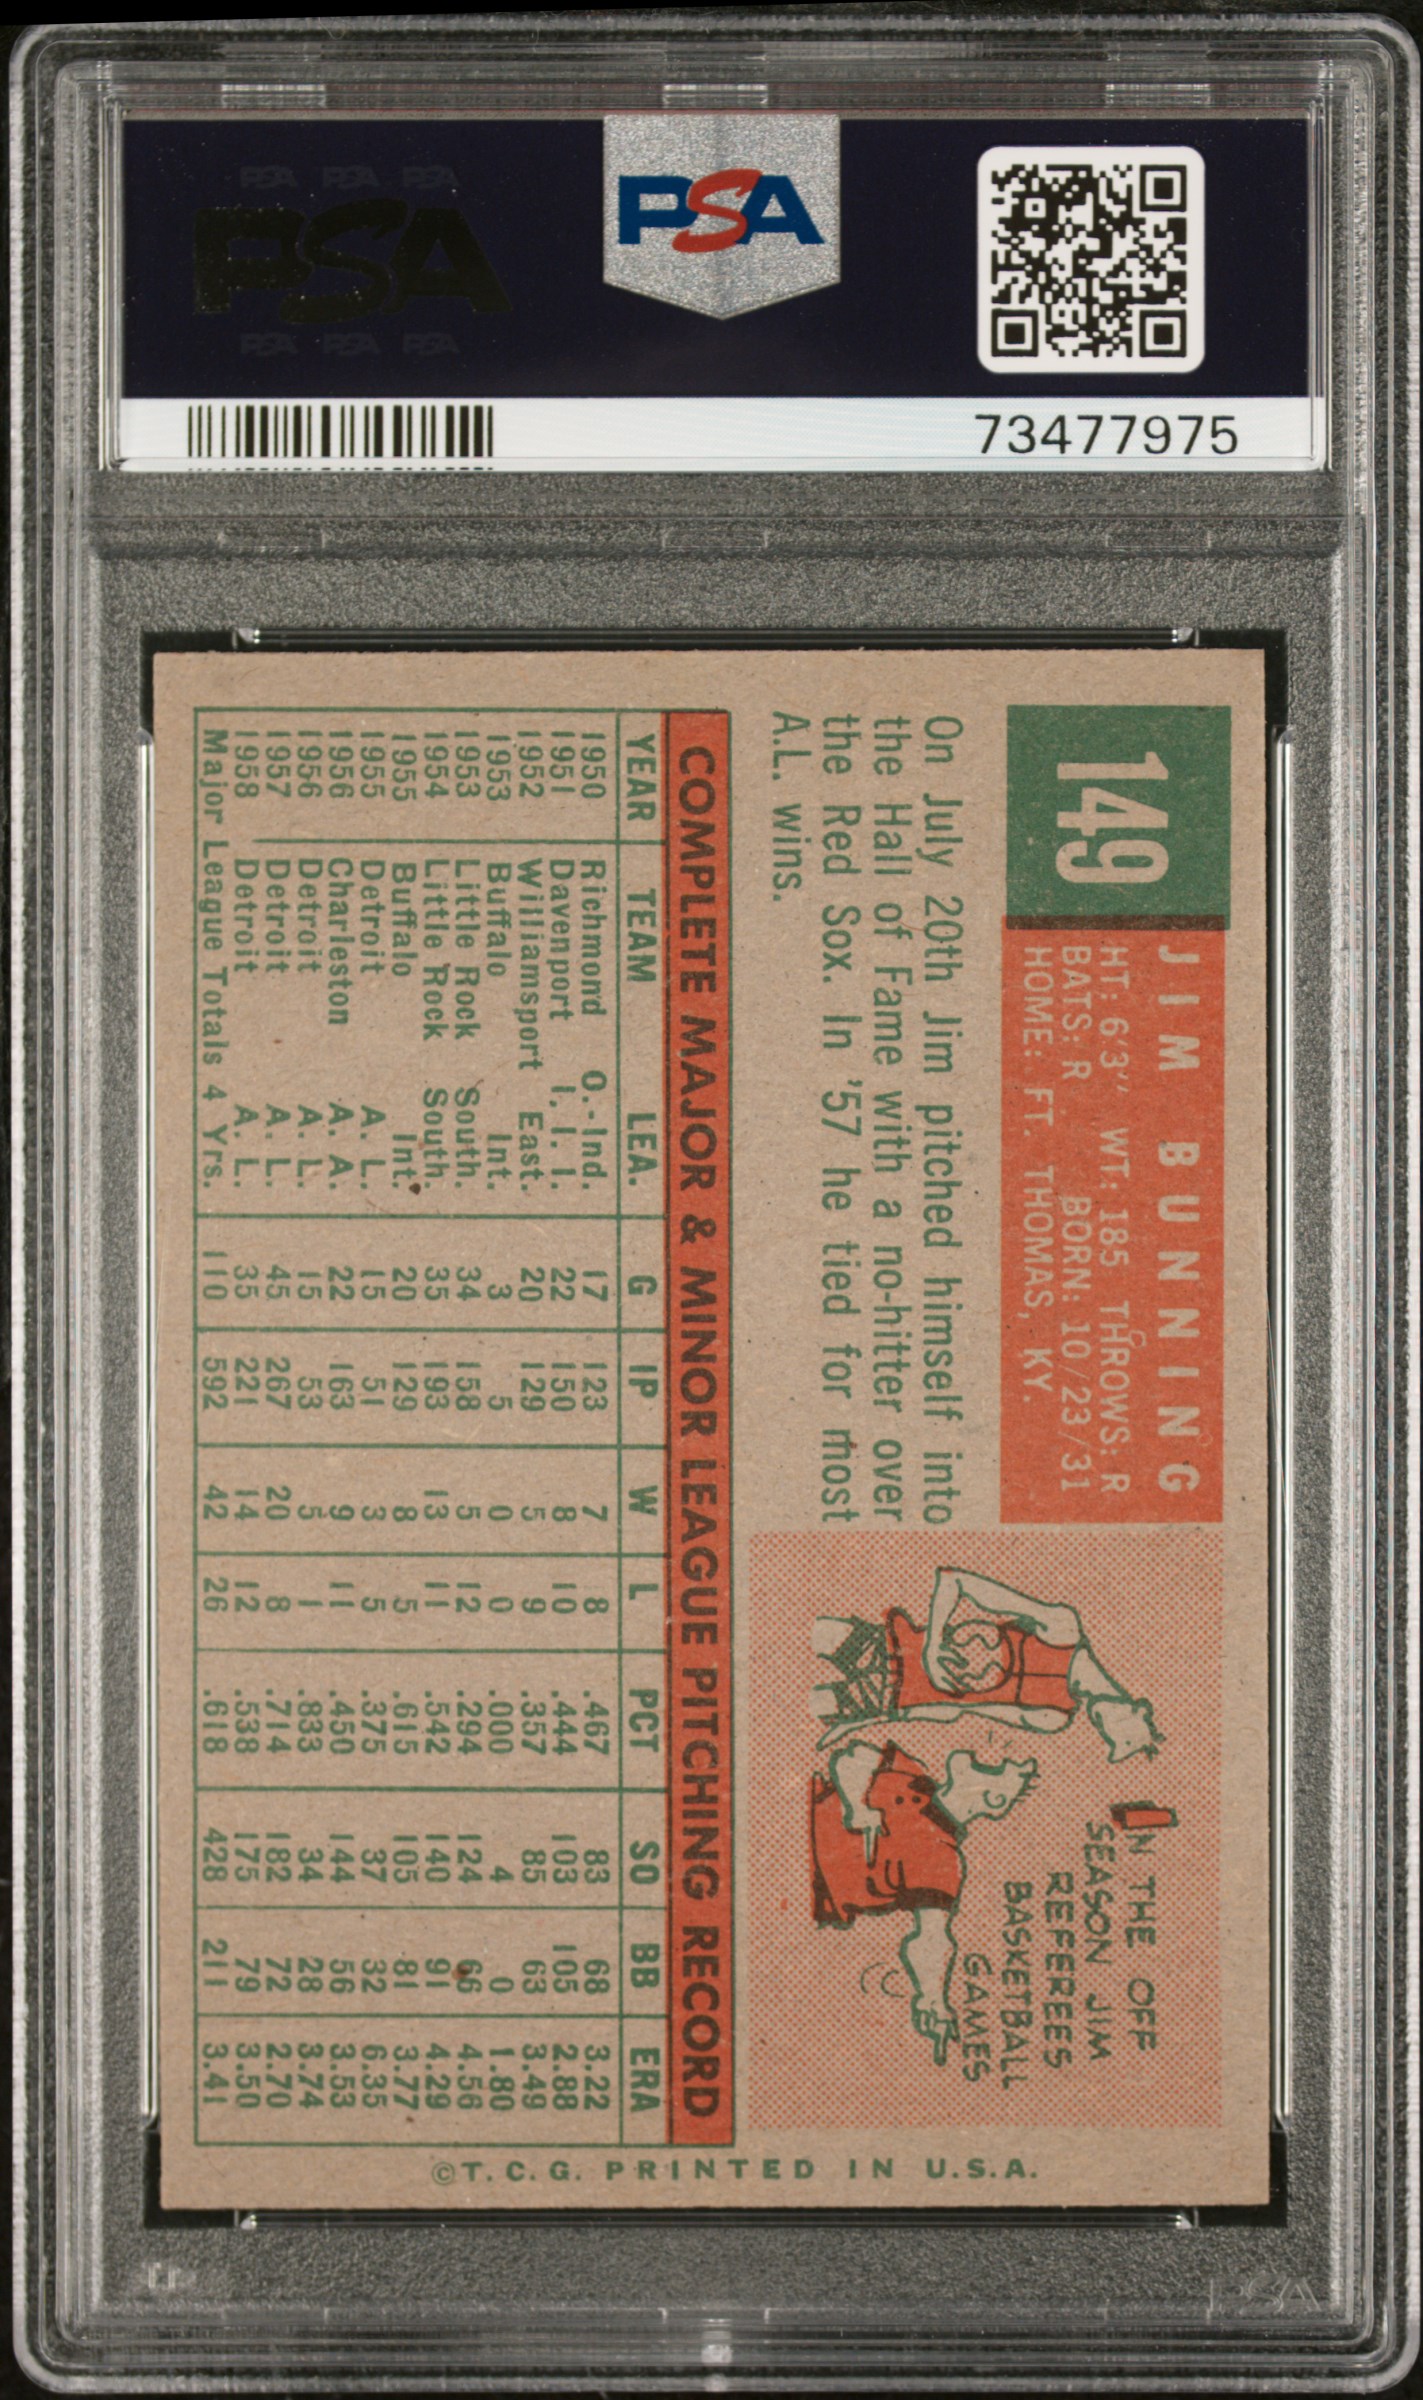 PSA PSA PSA
PSA
PSA PSA PSA
PSA
73477975
149
JIM BUNNING
HT: 6'3" WT: 185 THROWS: R
BATS: R BORN: 10/23/31
HOME: FT. THOMAS, KY.
On July 20th Jim pitched himself into
the Hall of Fame with a no-hitter over
the Red Sox. In '57 he tied for most
A.L. wins.
IN THE OFF
SEASON JIM
REFEREES
BASKETBALL
GAMES
COMPLETE MAJOR & MINOR LEAGUE PITCHING RECORD
YEAR TEAM LEA. G IP W L PCT SO BB ERA
1950 Richmond O.-Ind. 17 123 7 8 .467 83 68 3.22
1951 Davenport I. I. I. 22 150 8 10 .444 103 105 2.88
1952 Williamsport East. 20 129 5 9 .357 85 63 3.49
1953 Buffalo Int. 3 5 0 0 .000 4 0 1.80
1953 Little Rock South. 34 158 5 12 .294 124 66 4.56
1954 Little Rock South. 35 193 13 11 .542 140 91 4.29
1955 Buffalo Int. 20 129 8 5 .615 105 81 3.77
1955 Detroit A. L. 15 51 3 5 .375 37 32 6.35
1956 Charleston A. A. 22 163 9 11 .450 144 56 3.53
1956 Detroit A. L. 15 53 5 1 .833 34 28 3.74
1957 Detroit A. L. 45 267 20 8 .714 182 72 2.70
1958 Detroit A. L. 35 221 14 12 .538 175 79 3.50
Major League Totals 4 Yrs. 110 592 42 26 .618 428 211 3.41
©T. C. G. PRINTED IN U.S.A.
PSA